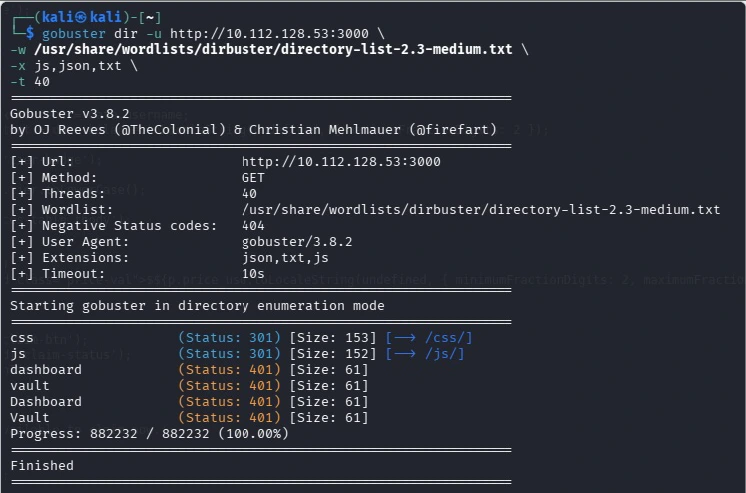 ┌──(kali㉿kali)-[~]
└─$ gobuster dir -u http://10.112.128.53:3000 \
-w /usr/share/wordlists/dirbuster/directory-list-2.3-medium.txt \
-x js,json,txt \
-t 40
===============================================================
Gobuster v3.8.2
by OJ Reeves (@TheColonial) & Christian Mehlmauer (@firefart)
===============================================================
[+] Url: http://10.112.128.53:3000
[+] Method: GET
[+] Threads: 40
[+] Wordlist: /usr/share/wordlists/dirbuster/directory-list-2.3-medium.txt
[+] Negative Status codes: 404
[+] User Agent: gobuster/3.8.2
[+] Extensions: json,txt,js
[+] Timeout: 10s
===============================================================
Starting gobuster in directory enumeration mode
===============================================================
css (Status: 301) [Size: 153] [--> /css/]
js (Status: 301) [Size: 152] [--> /js/]
dashboard (Status: 401) [Size: 61]
vault (Status: 401) [Size: 61]
Dashboard (Status: 401) [Size: 61]
Vault (Status: 401) [Size: 61]
Progress: 882232 / 882232 (100.00%)
===============================================================
Finished
===============================================================